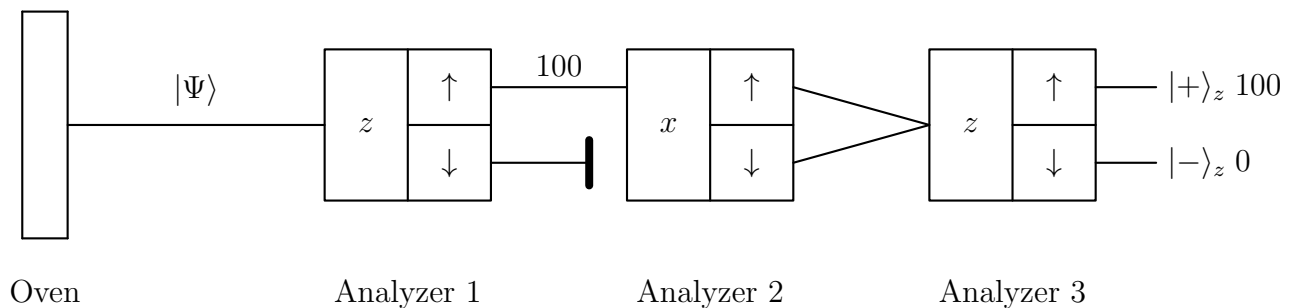 |Ψ⟩
z
↑
↓
100
x
↑
↓
z
↑
↓
|+⟩z 100
|−⟩z 0
Oven
Analyzer 1
Analyzer 2
Analyzer 3